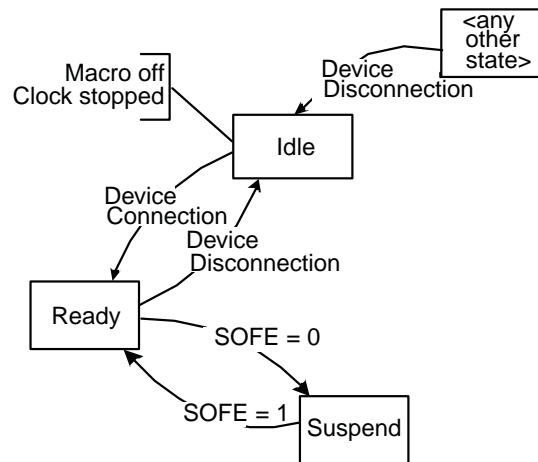 <any
other
state>
Device
Disconnection
Macro off
Clock stopped
Idle
Device
Connection
Device
Disconnection
Ready
SOFE = 0
SOFE = 1
Suspend